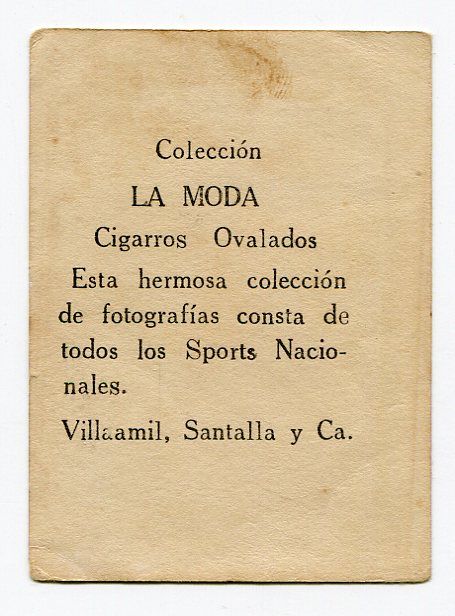 Colección
LA MODA
Cigarros Ovalados
Esta hermosa colección
de fotografías consta de
todos los Sports Nacio-
nales.
Villaamil, Santalla y Ca.